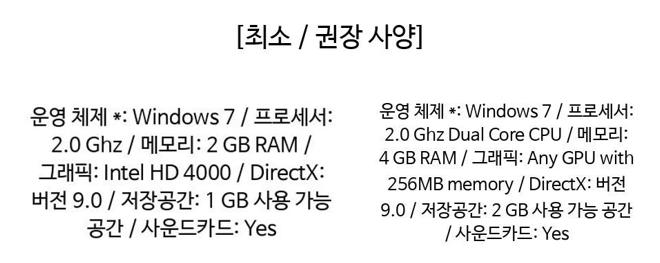 [최소 / 권장 사양]
운영 체제 *: Windows 7 / 프로세서:
2.0 Ghz / 메모리: 2 GB RAM /
그래픽: Intel HD 4000 / DirectX:
버전 9.0 / 저장공간: 1 GB 사용 가능
공간 / 사운드카드: Yes
운영 체제 *: Windows 7 / 프로세서:
2.0 Ghz Dual Core CPU / 메모리:
4 GB RAM / 그래픽: Any GPU with
256MB memory / DirectX: 버전
9.0 / 저장공간: 2 GB 사용 가능 공간
/ 사운드카드: Yes